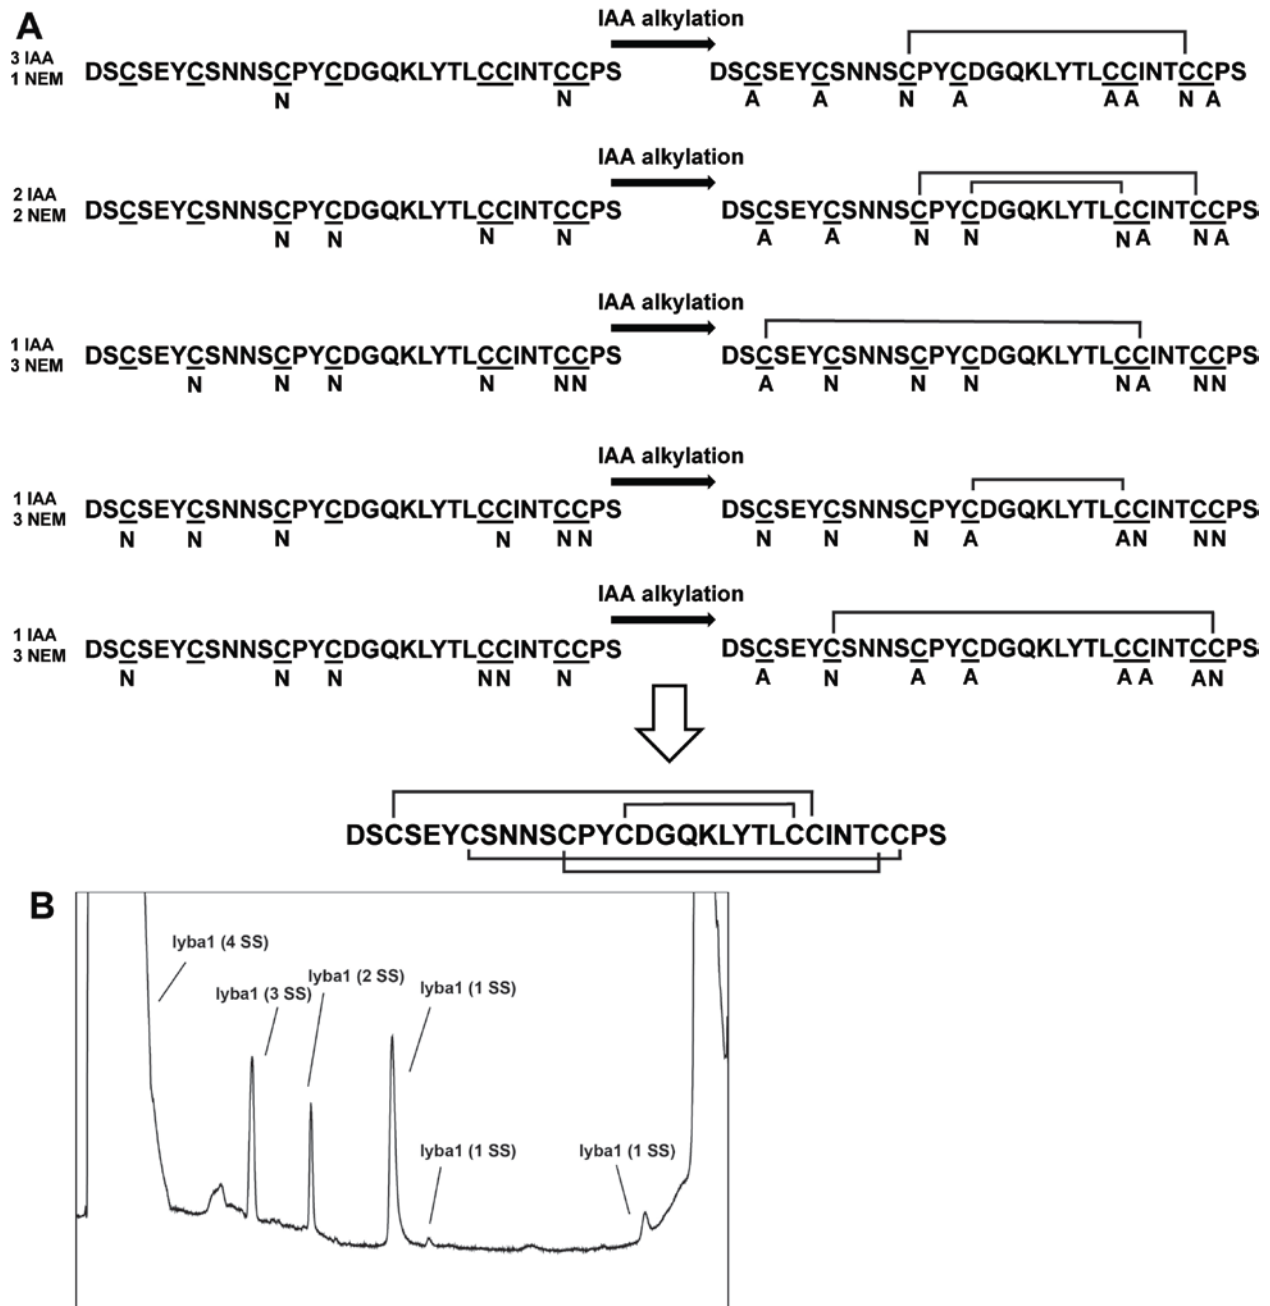 A
IAA alkylation
3 IAA
1 NEM
DSCSEYCSNNSCPYCDGQKLYTLCCINTCCPS
DSCSEYCSNNSCPYCDGQKLYTLCCINTCCPS
N N
A A N A A A N A
IAA alkylation
2 IAA
2 NEM
DSCSEYCSNNSCPYCDGQKLYTLCCINTCCPS
DSCSEYCSNNSCPYCDGQKLYTLCCINTCCPS
N N N N
A A N N N A N A
IAA alkylation
1 IAA
3 NEM
DSCSEYCSNNSCPYCDGQKLYTLCCINTCCPS
DSCSEYCSNNSCPYCDGQKLYTLCCINTCCPS
N N N N N N
A N N N N A N N
IAA alkylation
1 IAA
3 NEM
DSCSEYCSNNSCPYCDGQKLYTLCCINTCCPS
DSCSEYCSNNSCPYCDGQKLYTLCCINTCCPS
N N N N N N
N N N A A N N N
IAA alkylation
1 IAA
3 NEM
DSCSEYCSNNSCPYCDGQKLYTLCCINTCCPS
DSCSEYCSNNSCPYCDGQKLYTLCCINTCCPS
N N N N N N
A N A A A A A N
DSCSEYCSNNSCPYCDGQKLYTLCCINTCCPS
B
lyba1 (4 SS)
lyba1 (3 SS)
lyba1 (2 SS)
lyba1 (1 SS)
lyba1 (1 SS)
lyba1 (1 SS)